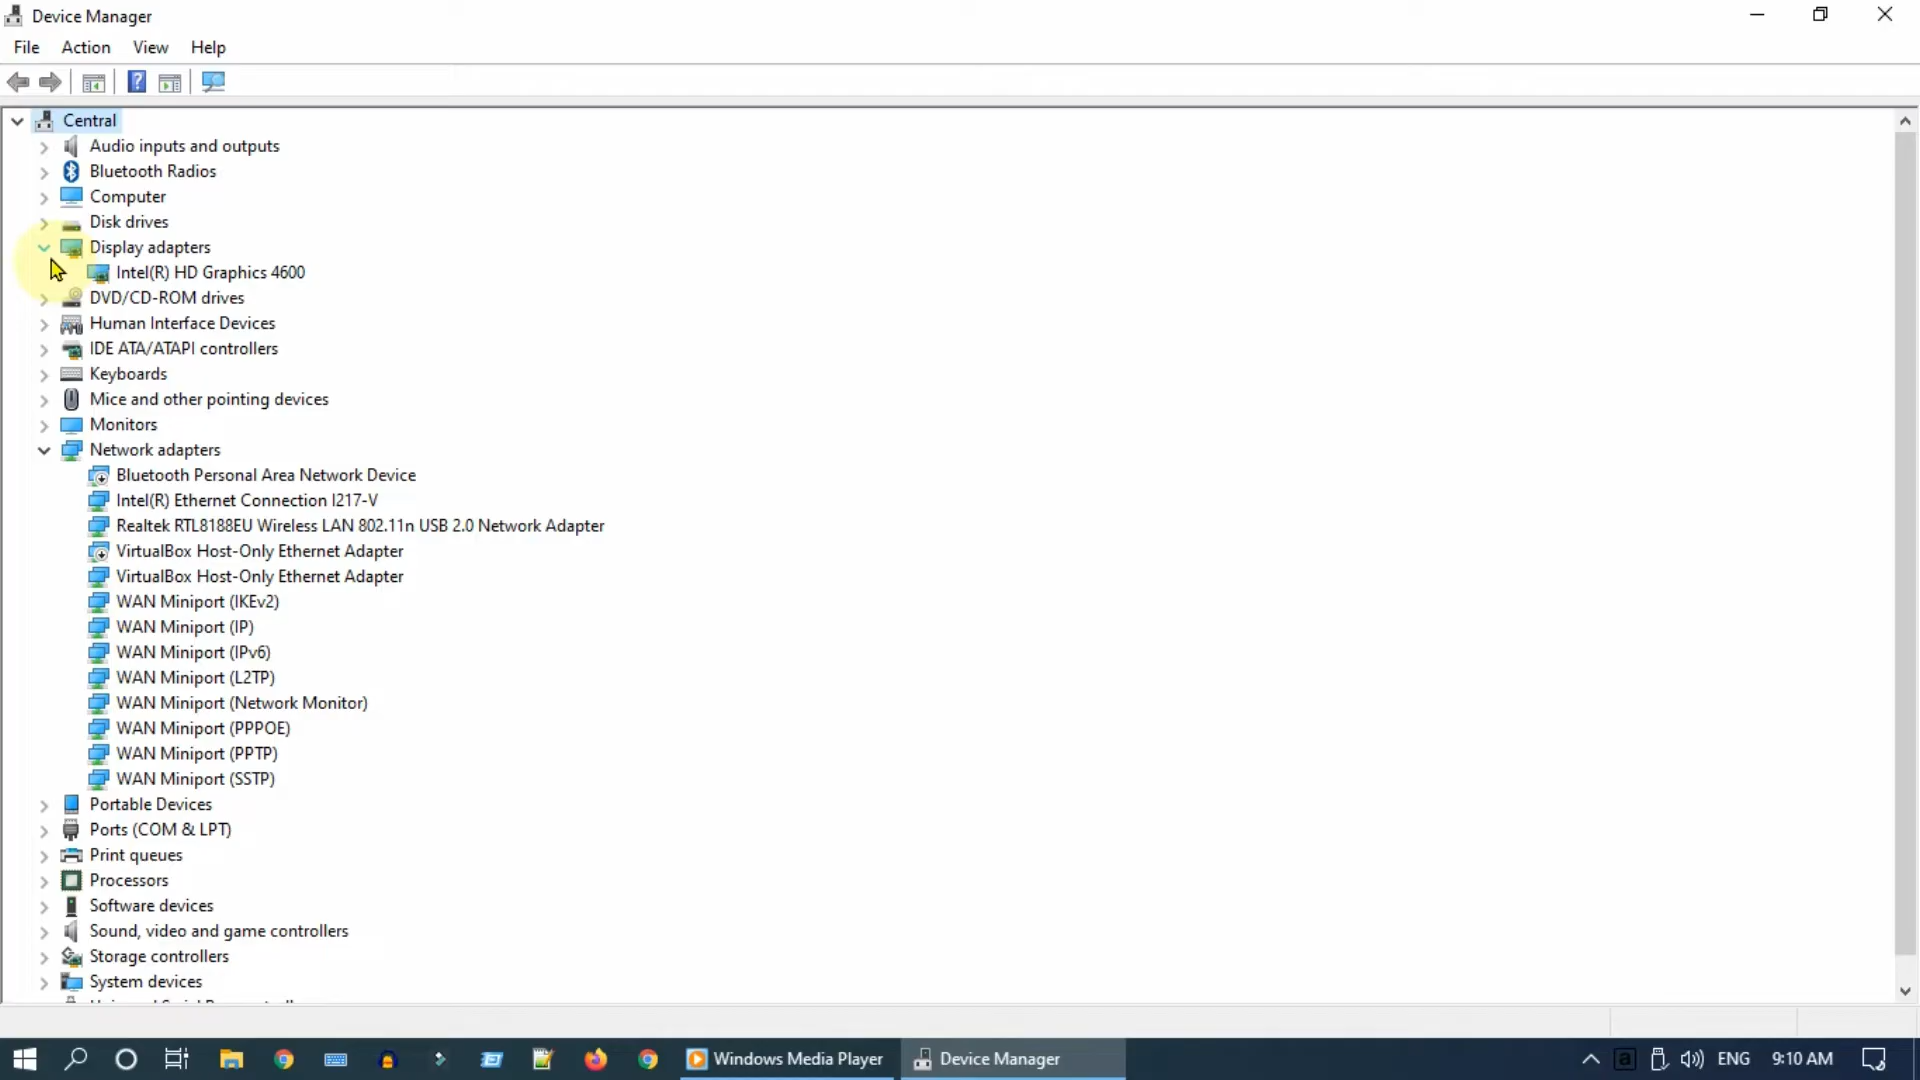 Device Manager
File Action View Help
Central
Audio inputs and outputs
Bluetooth Radios
Computer
Disk drives
Display adapters
Intel(R) HD Graphics 4600
DVD/CD-ROM drives
Human Interface Devices
IDE ATA/ATAPI controllers
Keyboards
Mice and other pointing devices
Monitors
Network adapters
Bluetooth Personal Area Network Device
Intel(R) Ethernet Connection I217-V
Realtek RTL8188EU Wireless LAN 802.11n USB 2.0 Network Adapter
VirtualBox Host-Only Ethernet Adapter
VirtualBox Host-Only Ethernet Adapter
WAN Miniport (IKEv2)
WAN Miniport (IP)
WAN Miniport (IPv6)
WAN Miniport (L2TP)
WAN Miniport (Network Monitor)
WAN Miniport (PPPOE)
WAN Miniport (PPTP)
WAN Miniport (SSTP)
Portable Devices
Ports (COM & LPT)
Print queues
Processors
Software devices
Sound, video and game controllers
Storage controllers
System devices
Windows Media Player Device Manager ENG 9:10 AM